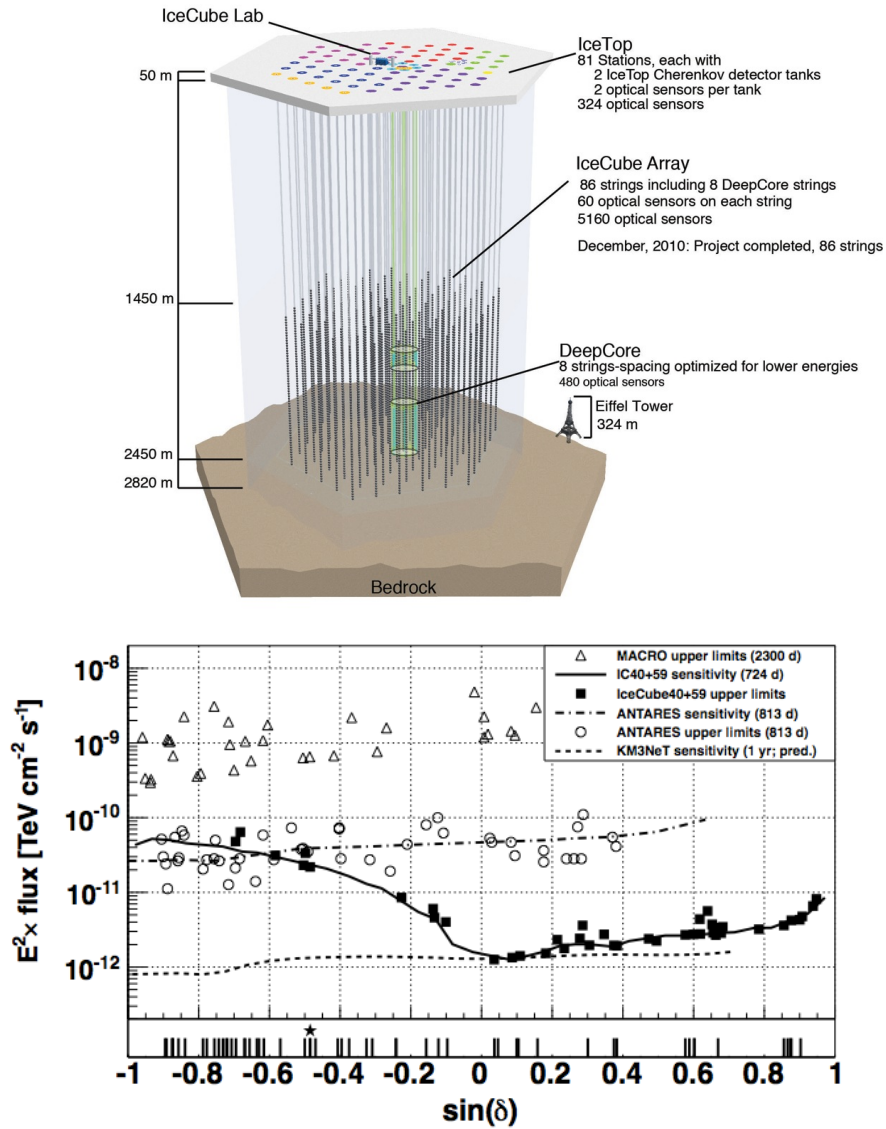 IceCube Lab
IceTop
81 Stations, each with
2 IceTop Cherenkov detector tanks
2 optical sensors per tank
324 optical sensors
50 m
IceCube Array
86 strings including 8 DeepCore strings
60 optical sensors on each string
5160 optical sensors
December, 2010: Project completed, 86 strings
1450 m
DeepCore
8 strings-spacing optimized for lower energies
480 optical sensors
Eiffel Tower
324 m
2450 m
2820 m
Bedrock
MACRO upper limits (2300 d)
IC40+59 sensitivity (724 d)
IceCube40+59 upper limits
ANTARES sensitivity (813 d)
ANTARES upper limits (813 d)
KM3NeT sensitivity (1 yr; pred.)
10⁻⁸
10⁻⁹
10⁻¹⁰
10⁻¹¹
10⁻¹²
E²× flux [TeV cm⁻² s⁻¹]
-1 -0.8 -0.6 -0.4 -0.2 0 0.2 0.4 0.6 0.8 1
sin(δ)